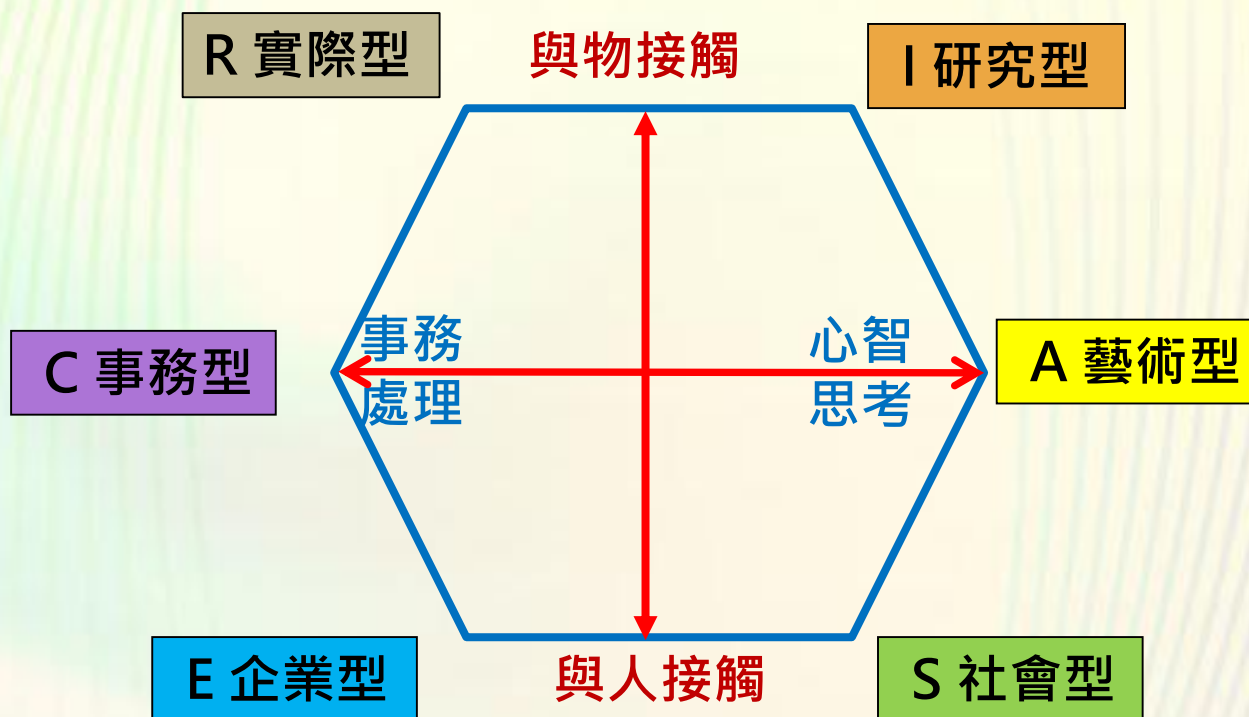 R 實際型
與物接觸
I 研究型
事務
處理
心智
思考
C 事務型
A 藝術型
E 企業型
與人接觸
S 社會型